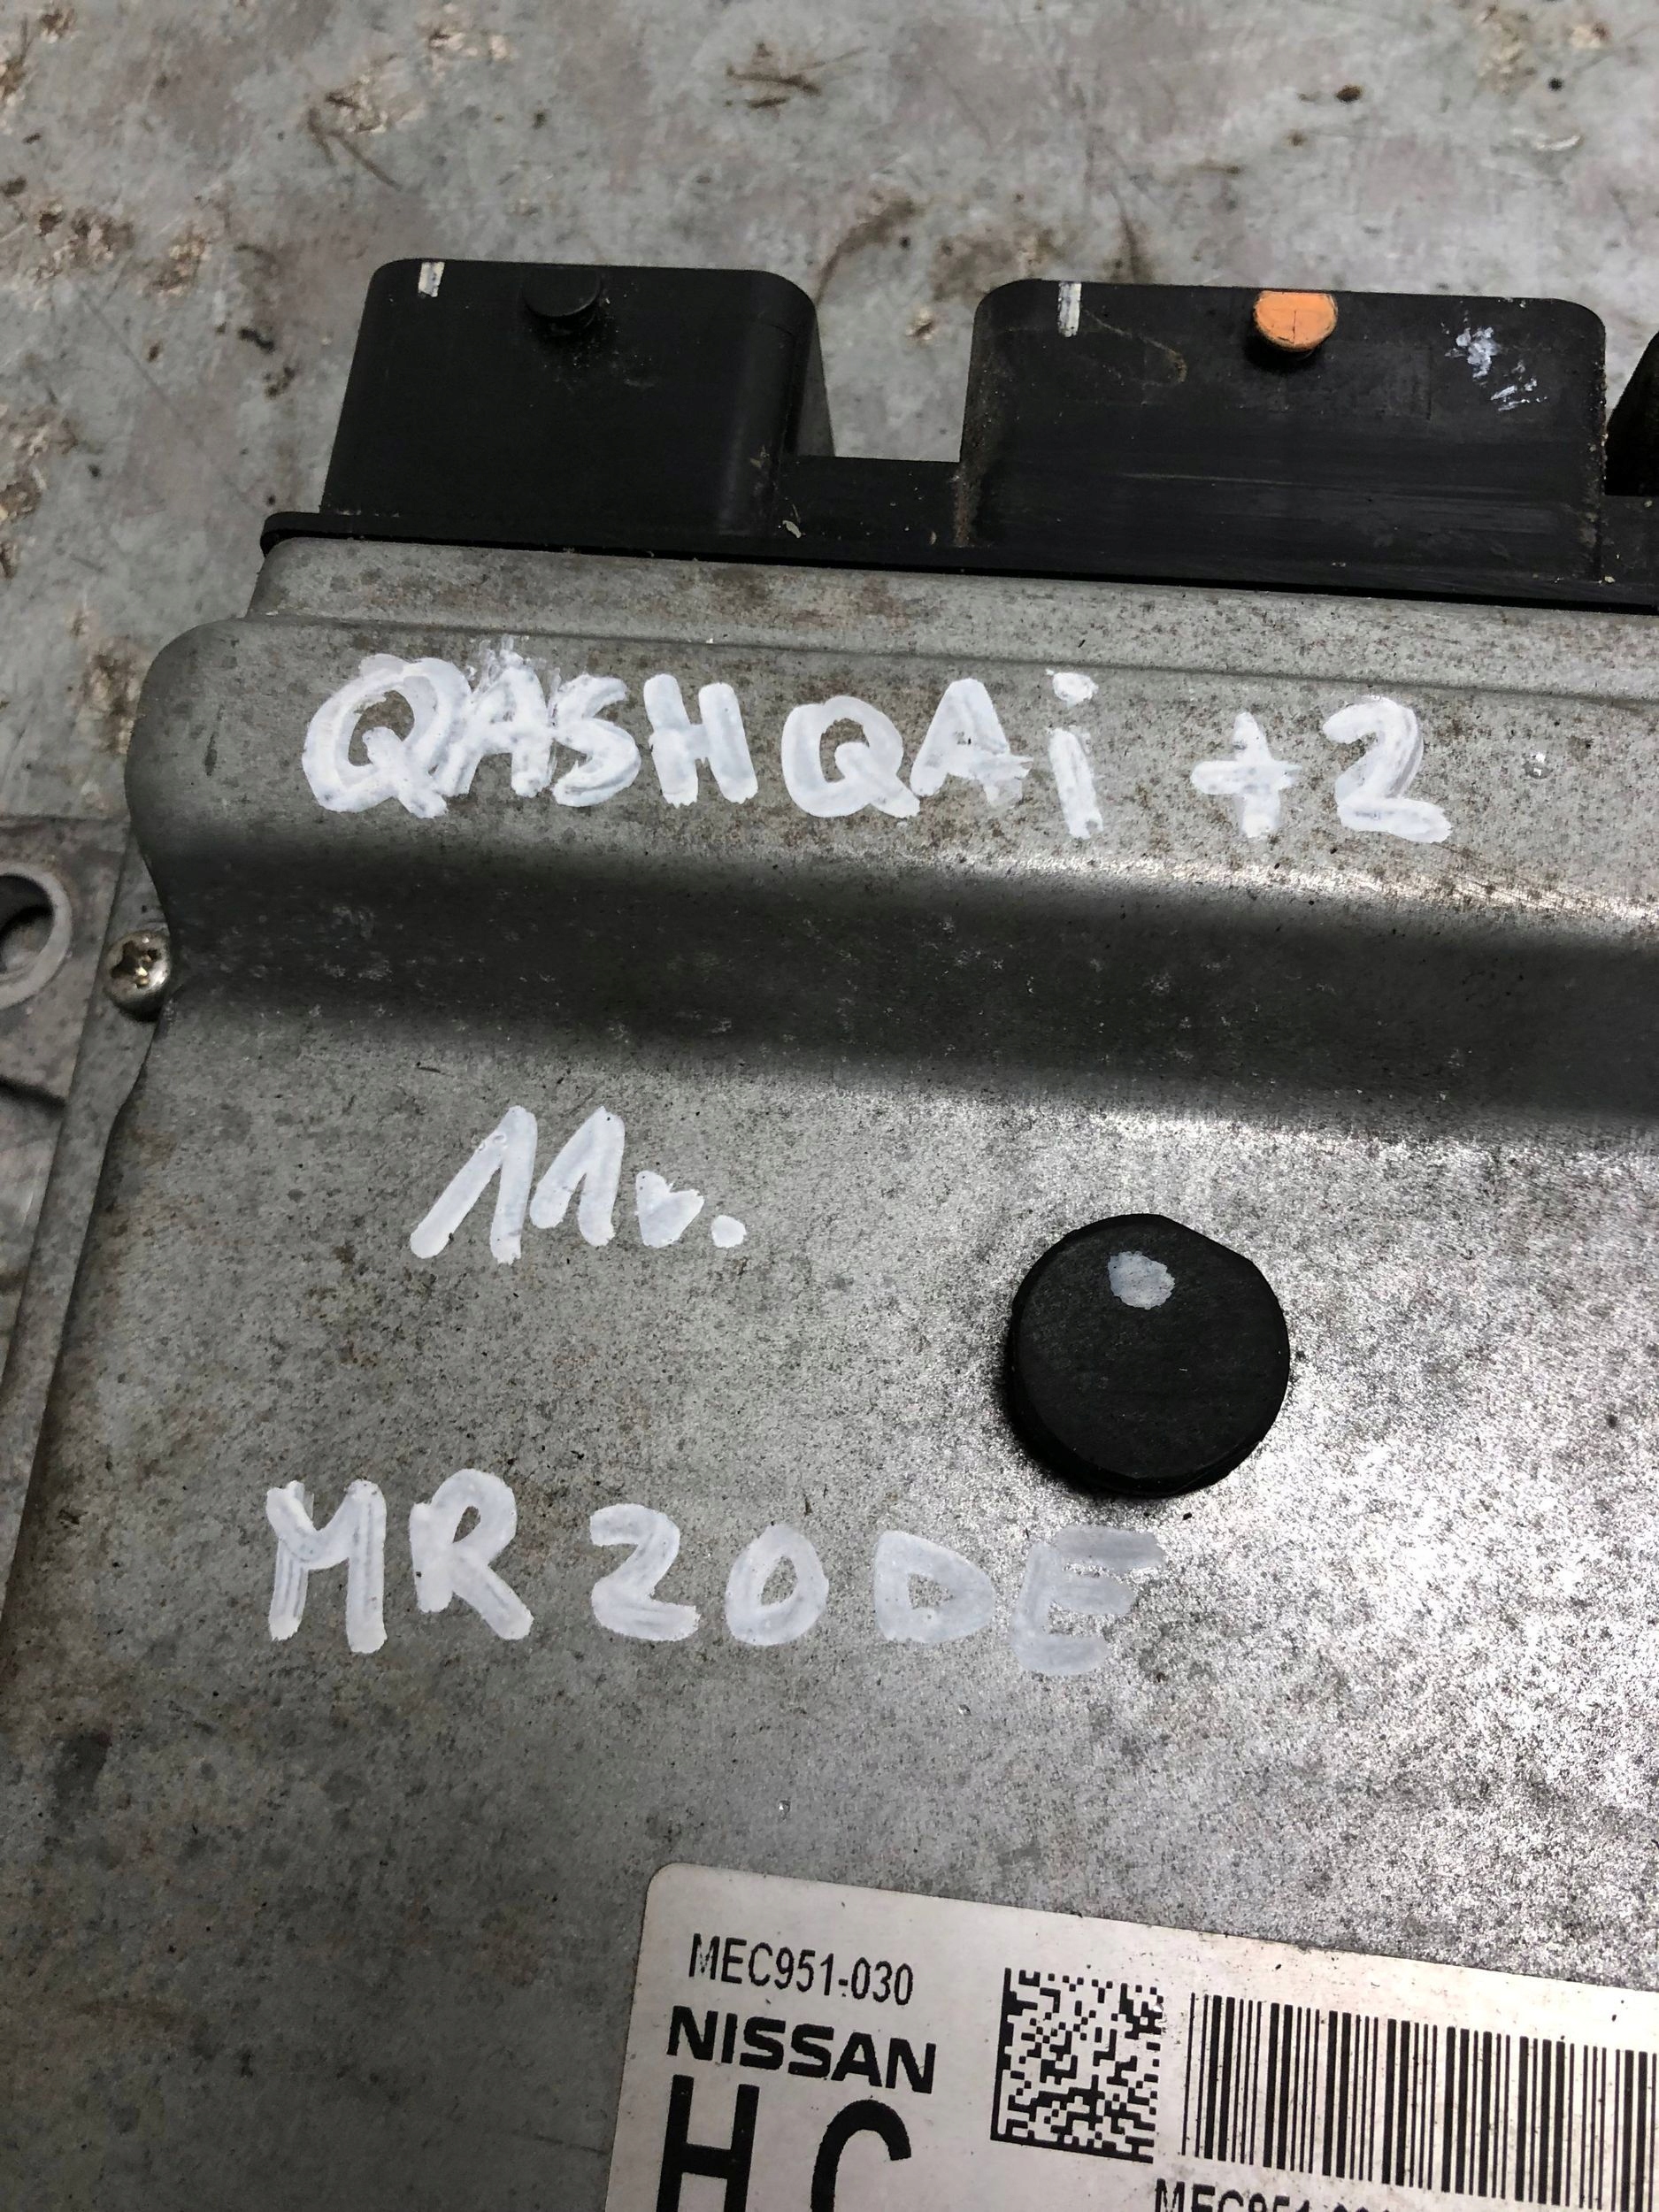 QASHQAi +2
11r.
MR20DE
MEC951-030
NISSAN
HC